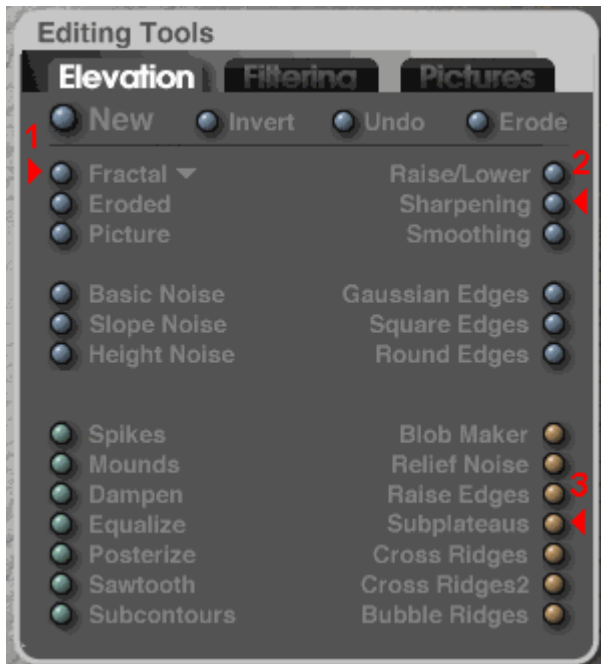 Editing Tools
Elevation Filtering Pictures
New Invert Undo Erode
1
Fractal Raise/Lower 2
Eroded Sharpening
Picture Smoothing
Basic Noise Gaussian Edges
Slope Noise Square Edges
Height Noise Round Edges
Spikes Blob Maker
Mounds Relief Noise
Dampen Raise Edges 3
Equalize Subplateaus
Posterize Cross Ridges
Sawtooth Cross Ridges2
Subcontours Bubble Ridges